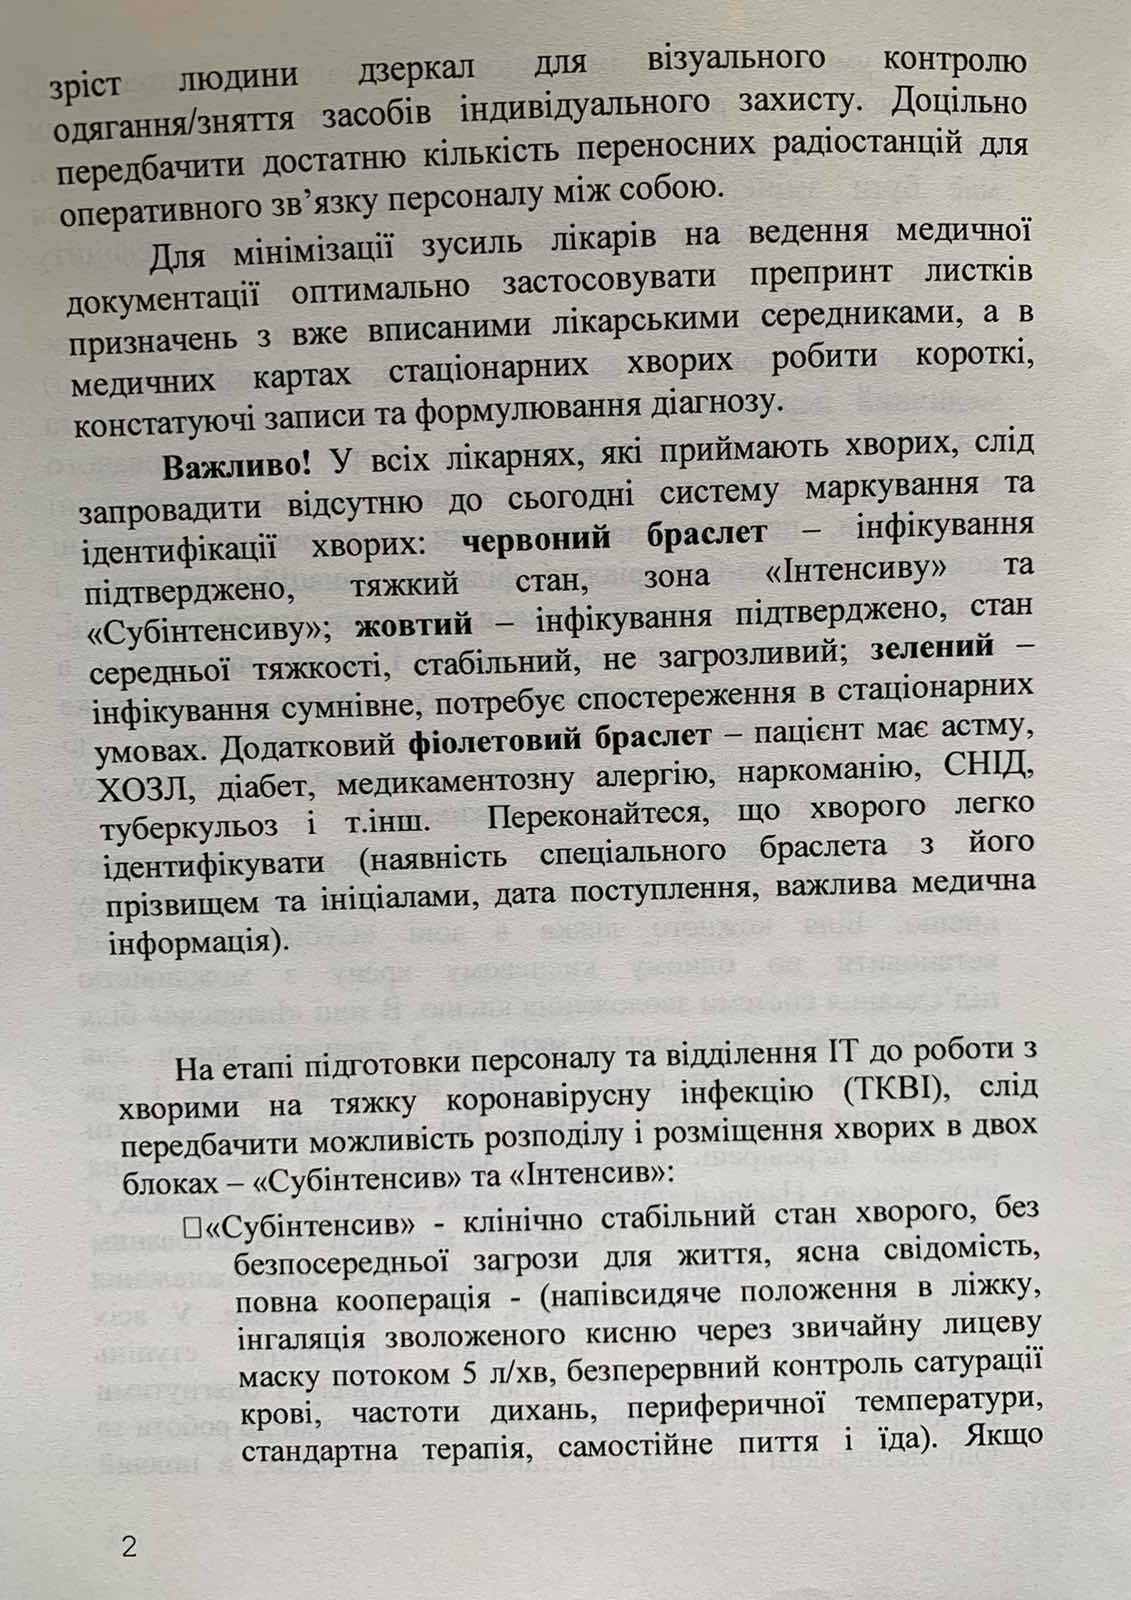 зріст людини дзеркал для візуального контролю
одягання/зняття засобів індивідуального захисту. Доцільно
передбачити достатню кількість переносних радіостанцій для
оперативного зв’язку персоналу між собою.
Для мінімізації зусиль лікарів на ведення медичної
документації оптимально застосовувати препринт листків
призначень з вже вписаними лікарськими середниками, а в
медичних картах стаціонарних хворих робити короткі,
констатуючі записи та формулювання діагнозу.
Важливо! У всіх лікарнях, які приймають хворих, слід
запровадити відсутню до сьогодні систему маркування та
ідентифікації хворих: червоний браслет – інфікування
підтверджено, тяжкий стан, зона «Інтенсиву» та
«Субінтенсиву»; жовтий – інфікування підтверджено, стан
середньої тяжкості, стабільний, не загрозливий; зелений –
інфікування сумнівне, потребує спостереження в стаціонарних
умовах. Додатковий фіолетовий браслет – пацієнт має астму,
ХОЗЛ, діабет, медикаментозну алергію, наркоманію, СНІД,
туберкульоз і т.інш. Переконайтеся, що хворого легко
ідентифікувати (наявність спеціального браслета з його
прізвищем та ініціалами, дата поступлення, важлива медична
інформація).
На етапі підготовки персоналу та відділення ІТ до роботи з
хворими на тяжку коронавірусну інфекцію (ТКВІ), слід
передбачити можливість розподілу і розміщення хворих в двох
блоках – «Субінтенсив» та «Інтенсив»:
□«Субінтенсив» - клінічно стабільний стан хворого, без
безпосередньої загрози для життя, ясна свідомість,
повна кооперація - (напівсидяче положення в ліжку,
інгаляція зволоженого кисню через звичайну лицеву
маску потоком 5 л/хв, безперервний контроль сатурації
крові, частоти дихань, периферичної температури,
стандартна терапія, самостійне пиття і їда). Якщо
2